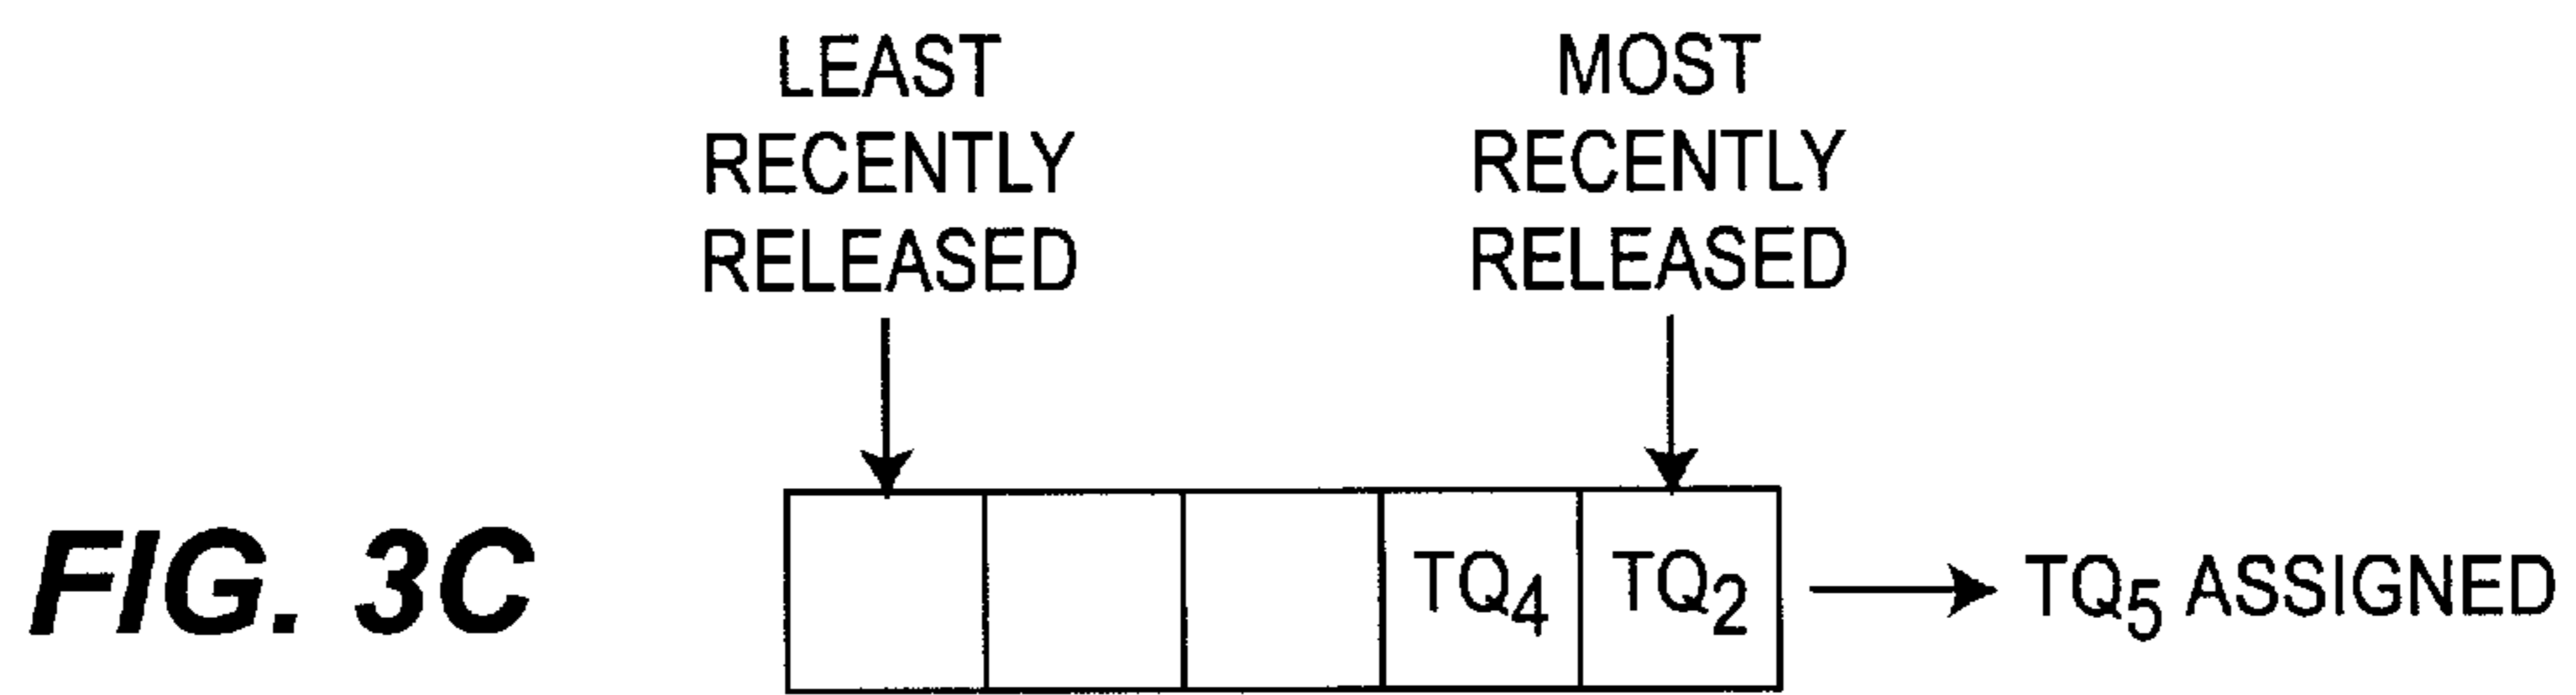 LEAST
RECENTLY
RELEASED
MOST
RECENTLY
RELEASED
FIG. 3C
TQ4
TQ2
TQ5 ASSIGNED